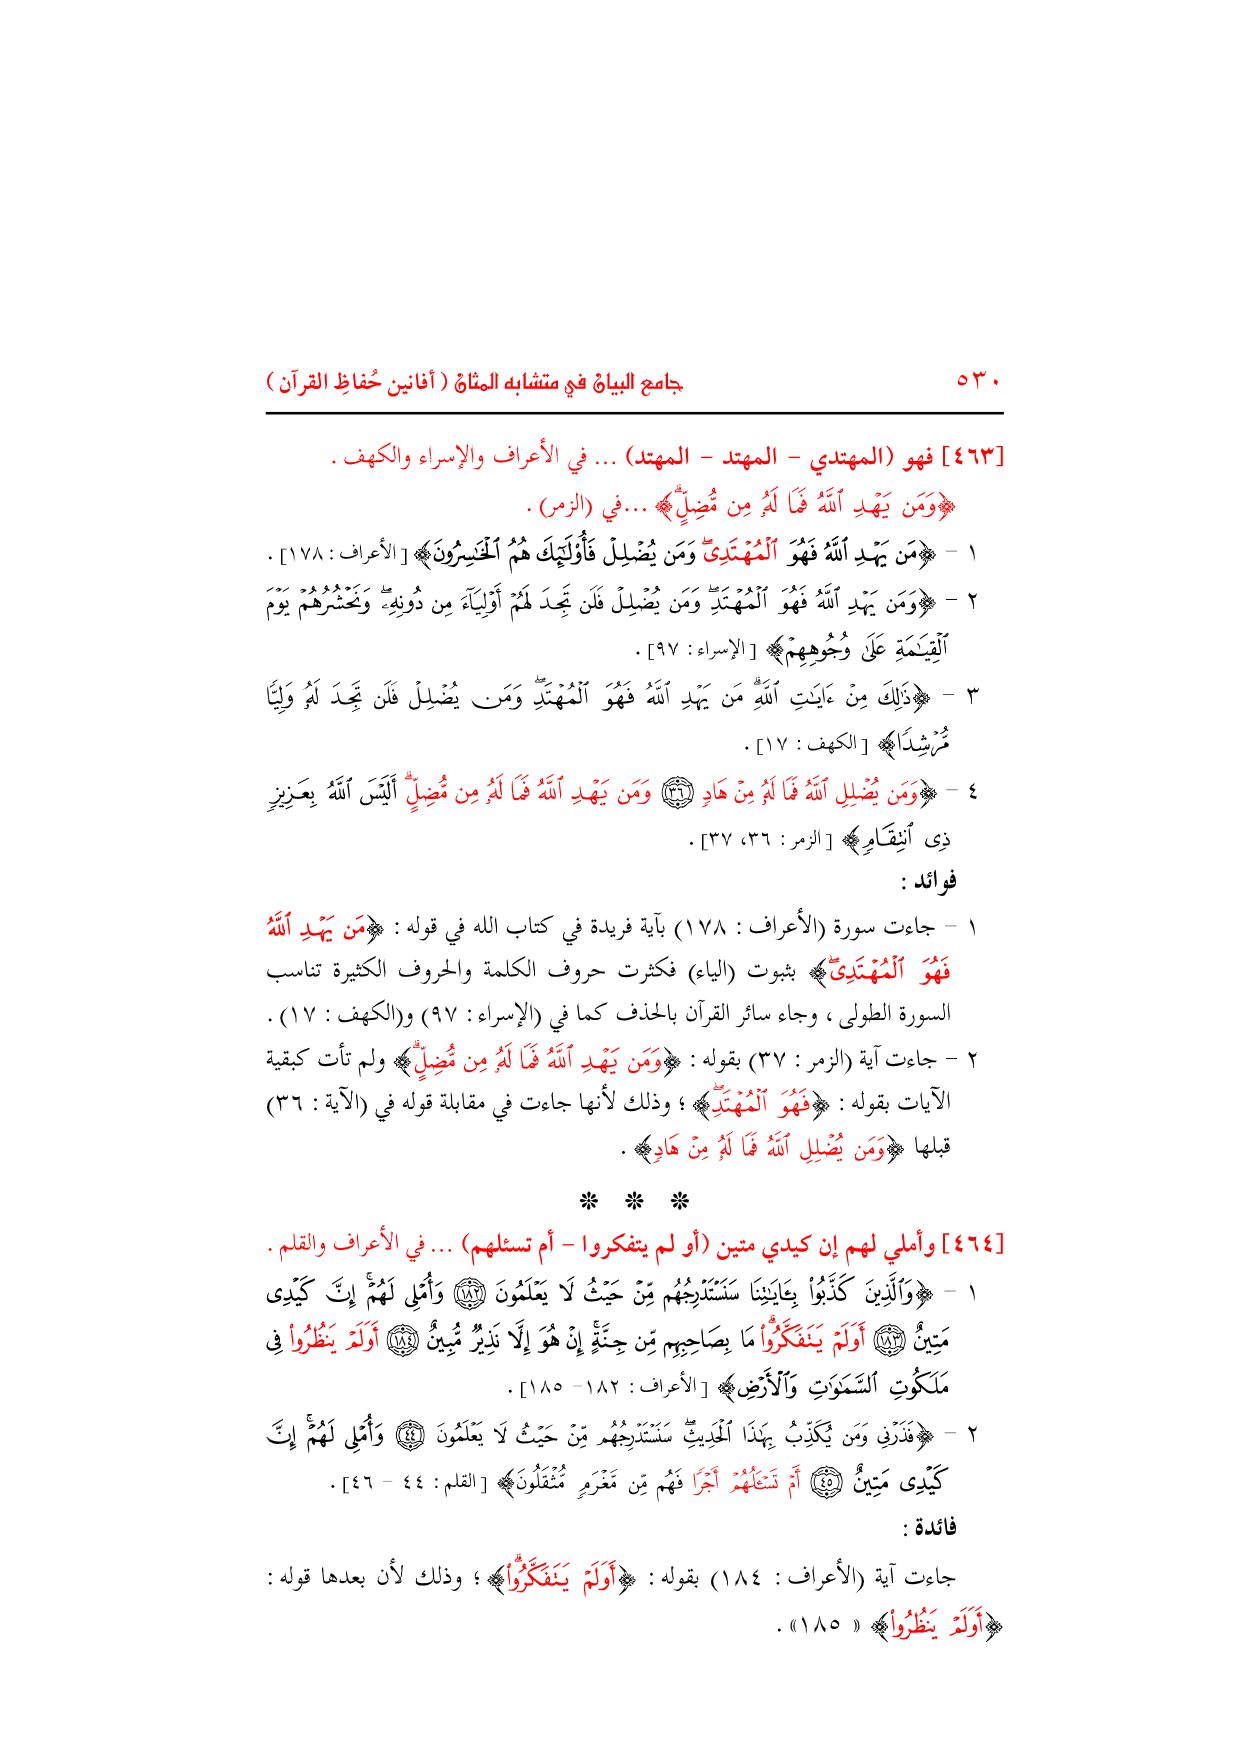 ٥٣٠ جامع البيان في متشابه المثان ( أفانين حُفاظِ القرآن )
[٤٦٣] فهو (المهتدي – المهتد – المهتد) ... في الأعراف والإسراء والكهف .
﴿وَمَن يَهْدِ ٱللَّهُ فَمَا لَهُۥ مِن مُّضِلٍّ ۗ﴾ ...في (الزمر) .
١ – ﴿مَن يَهْدِ ٱللَّهُ فَهُوَ ٱلْمُهْتَدِى ۖ وَمَن يُضْلِلْ فَأُو۟لَـٰٓئِكَ هُمُ ٱلْخَـٰسِرُونَ﴾ [الأعراف : ١٧٨] .
٢ – ﴿وَمَن يَهْدِ ٱللَّهُ فَهُوَ ٱلْمُهْتَدِ ۖ وَمَن يُضْلِلْ فَلَن تَجِدَ لَهُمْ أَوْلِيَآءَ مِن دُونِهِۦ ۖ وَنَحْشُرُهُمْ يَوْمَ
ٱلْقِيَـٰمَةِ عَلَىٰ وُجُوهِهِمْ﴾ [الإسراء : ٩٧] .
٣ – ﴿ذَٰلِكَ مِنْ ءَايَـٰتِ ٱللَّهِ ۗ مَن يَهْدِ ٱللَّهُ فَهُوَ ٱلْمُهْتَدِ ۖ وَمَن يُضْلِلْ فَلَن تَجِدَ لَهُۥ وَلِيًّا
مُّرْشِدًا﴾ [الكهف : ١٧] .
٤ – ﴿وَمَن يُضْلِلِ ٱللَّهُ فَمَا لَهُۥ مِنْ هَادٍ ۝٣٦ وَمَن يَهْدِ ٱللَّهُ فَمَا لَهُۥ مِن مُّضِلٍّ ۗ أَلَيْسَ ٱللَّهُ بِعَزِيزٍ
ذِى ٱنتِقَامٍ﴾ [الزمر : ٣٦، ٣٧] .
فوائد :
١ – جاءت سورة (الأعراف : ١٧٨) بآية فريدة في كتاب الله في قوله : ﴿مَن يَهْدِ ٱللَّهُ
فَهُوَ ٱلْمُهْتَدِى ۖ﴾ بثبوت (الياء) فكثرت حروف الكلمة والحروف الكثيرة تناسب
السورة الطولى ، وجاء سائر القرآن بالحذف كما في (الإسراء : ٩٧) و(الكهف : ١٧) .
٢ – جاءت آية (الزمر : ٣٧) بقوله : ﴿وَمَن يَهْدِ ٱللَّهُ فَمَا لَهُۥ مِن مُّضِلٍّ ۗ﴾ ولم تأت كبقية
الآيات بقوله : ﴿فَهُوَ ٱلْمُهْتَدِ ۖ﴾ ؛ وذلك لأنها جاءت في مقابلة قوله في (الآية : ٣٦)
قبلها ﴿وَمَن يُضْلِلِ ٱللَّهُ فَمَا لَهُۥ مِنْ هَادٍ﴾ .
❊ ❊ ❊
[٤٦٤] وأملي لهم إن كيدي متين (أو لم يتفكروا – أم تسئلهم) ... في الأعراف والقلم .
١ – ﴿وَٱلَّذِينَ كَذَّبُوا۟ بِـَٔايَـٰتِنَا سَنَسْتَدْرِجُهُم مِّنْ حَيْثُ لَا يَعْلَمُونَ ۝١٨٢ وَأُمْلِى لَهُمْ ۚ إِنَّ كَيْدِى
مَتِينٌ ۝١٨٣ أَوَلَمْ يَتَفَكَّرُوا۟ ۗ مَا بِصَاحِبِهِم مِّن جِنَّةٍ ۚ إِنْ هُوَ إِلَّا نَذِيرٌ مُّبِينٌ ۝١٨٤ أَوَلَمْ يَنظُرُوا۟ فِى
مَلَكُوتِ ٱلسَّمَـٰوَٰتِ وَٱلْأَرْضِ﴾ [الأعراف : ١٨٢ – ١٨٥] .
٢ – ﴿فَذَرْنِى وَمَن يُكَذِّبُ بِهَـٰذَا ٱلْحَدِيثِ ۖ سَنَسْتَدْرِجُهُم مِّنْ حَيْثُ لَا يَعْلَمُونَ ۝٤٤ وَأُمْلِى لَهُمْ ۚ إِنَّ
كَيْدِى مَتِينٌ ۝٤٥ أَمْ تَسْـَٔلُهُمْ أَجْرًا فَهُم مِّن مَّغْرَمٍ مُّثْقَلُونَ﴾ [القلم : ٤٤ – ٤٦] .
فائدة :
جاءت آية (الأعراف : ١٨٤) بقوله : ﴿أَوَلَمْ يَتَفَكَّرُوا۟ ۗ﴾ ؛ وذلك لأن بعدها قوله :
﴿أَوَلَمْ يَنظُرُوا۟﴾ « ١٨٥» .